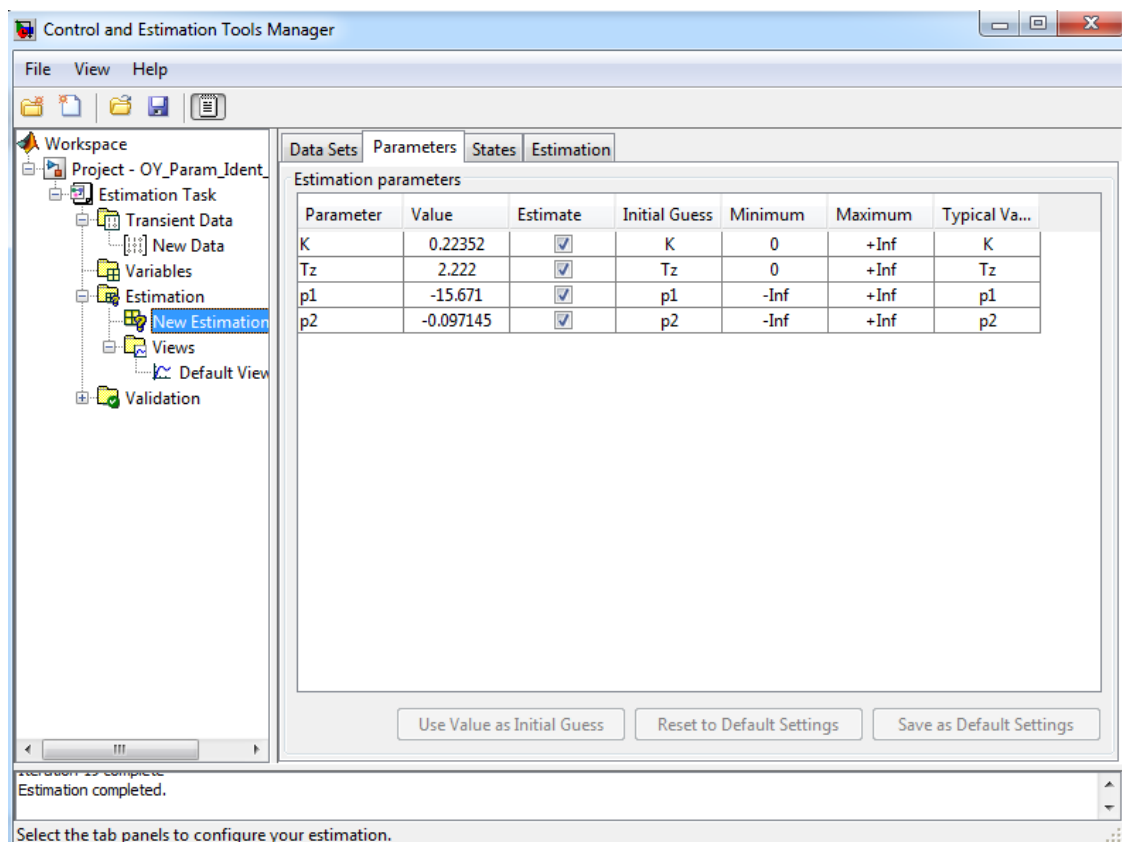 Control and Estimation Tools Manager
File View Help
Workspace
Project - OY_Param_Ident_
Estimation Task
Transient Data
New Data
Variables
Estimation
New Estimation
Views
Default View
Validation
Data Sets Parameters States Estimation
Estimation parameters
Parameter Value Estimate Initial Guess Minimum Maximum Typical Va...
K 0.22352 K 0 +Inf K
Tz 2.222 Tz 0 +Inf Tz
p1 -15.671 p1 -Inf +Inf p1
p2 -0.097145 p2 -Inf +Inf p2
Use Value as Initial Guess Reset to Default Settings Save as Default Settings
Iteration 19 complete
Estimation completed.
Select the tab panels to configure your estimation.